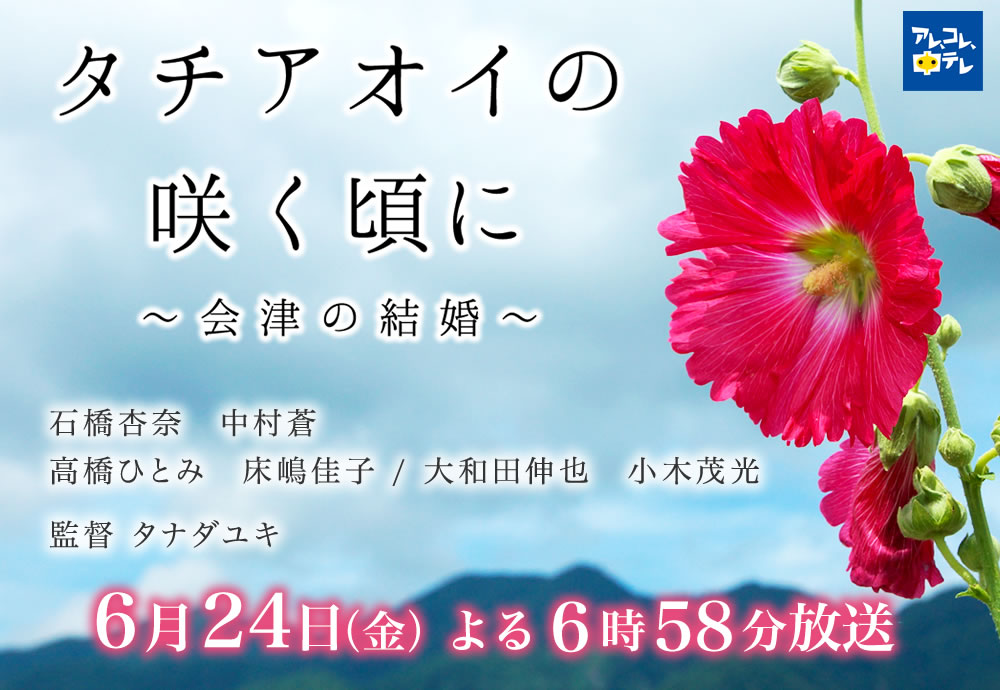 アレ、コレ、
中テレ
タチアオイの
咲く頃に
～会津の結婚～
石橋杏奈　中村蒼
高橋ひとみ　床嶋佳子 / 大和田伸也　小木茂光
監督 タナダユキ
6月24日(金) よる6時58分放送